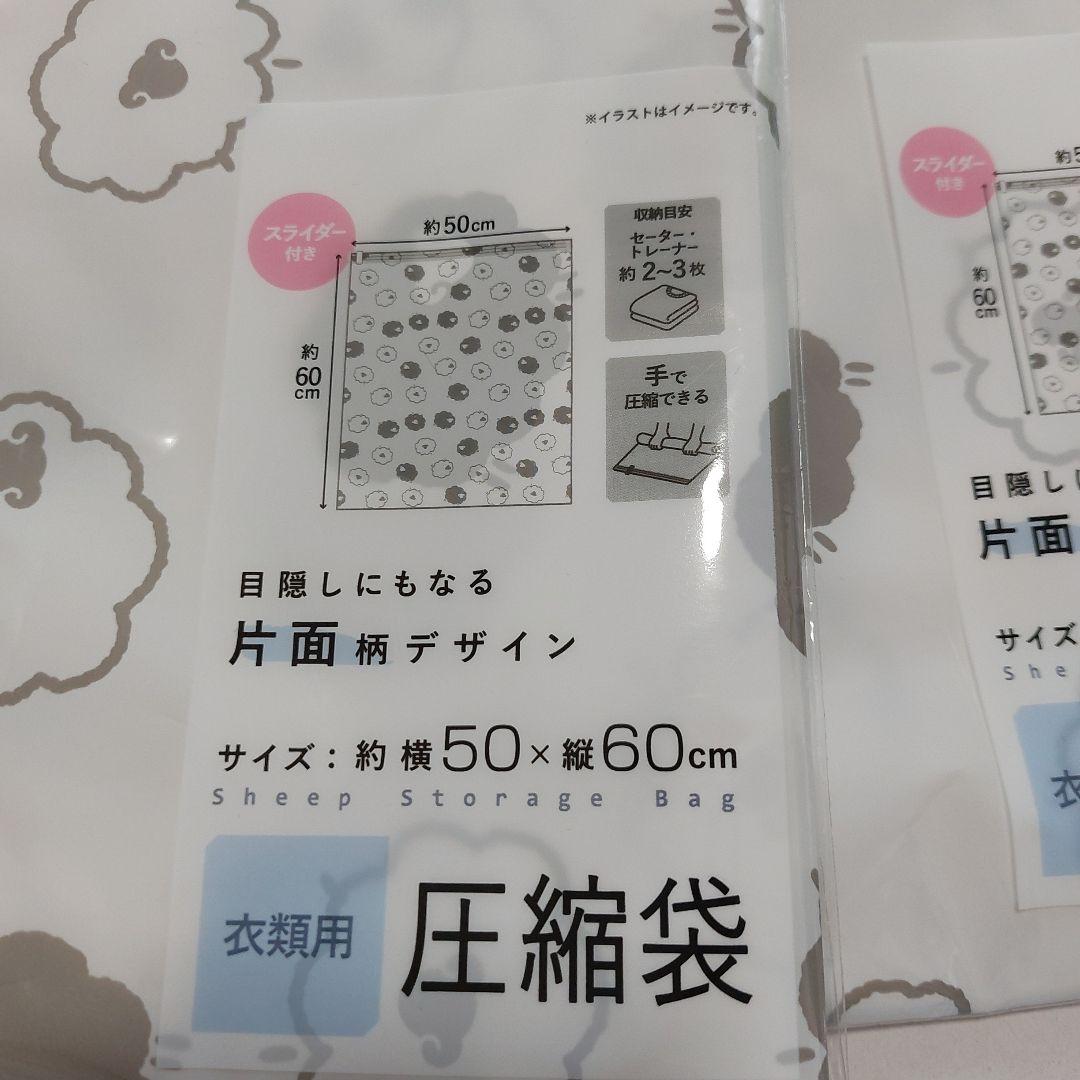 ※イラストはイメージです。
スライダー
付き
約50cm
約
60
cm
収納目安
セーター・
トレーナー
約2~3枚
手で
圧縮できる
目隠しにもなる
片面柄デザイン
サイズ：約横50×縦60cm
Sheep Storage Bag
衣類用
圧縮袋
スライダー
付き
約5
約
60
cm
目隠しに
片面
サイズ
She
衣